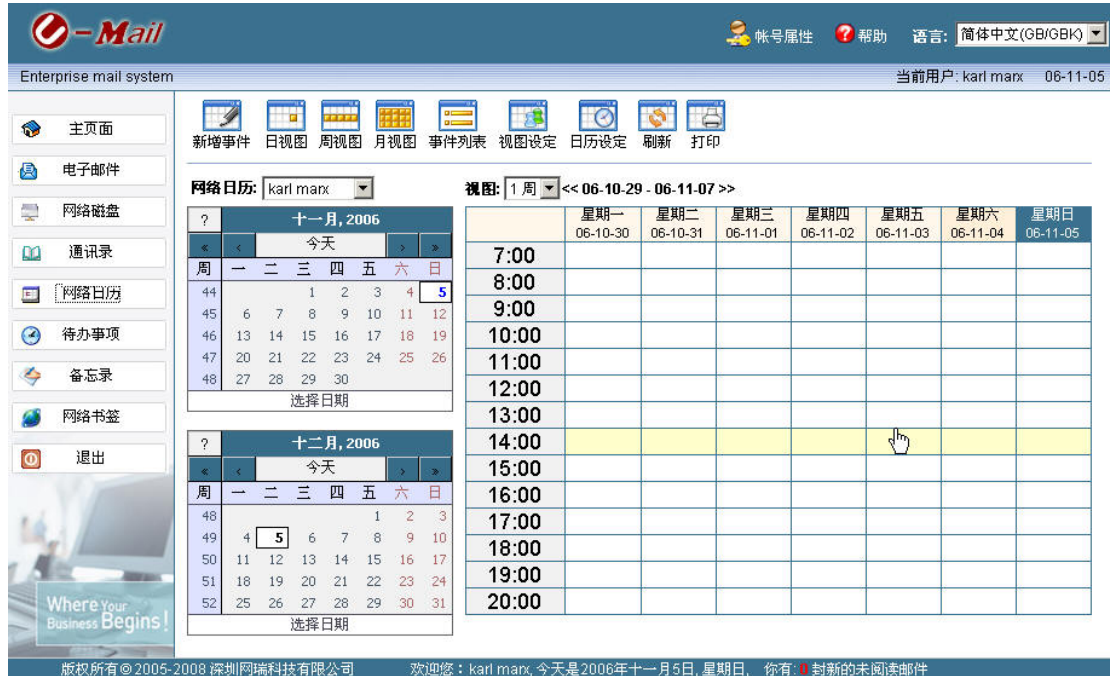 e-Mail
帐号属性 帮助 语言: 简体中文(GB/GBK)
Enterprise mail system 当前用户: karl marx 06-11-05
主页面
电子邮件
网络磁盘
通讯录
网络日历
待办事项
备忘录
网络书签
退出
Where Your
Business Begins!
新增事件 日视图 周视图 月视图 事件列表 视图设定 日历设定 刷新 打印
网络日历: karl marx
? 十一月, 2006
« ‹ 今天 › »
周 一 二 三 四 五 六 日
44 1 2 3 4 5
45 6 7 8 9 10 11 12
46 13 14 15 16 17 18 19
47 20 21 22 23 24 25 26
48 27 28 29 30
选择日期
? 十二月, 2006
« ‹ 今天 › »
周 一 二 三 四 五 六 日
48 1 2 3
49 4 5 6 7 8 9 10
50 11 12 13 14 15 16 17
51 18 19 20 21 22 23 24
52 25 26 27 28 29 30 31
选择日期
视图: 1 周 << 06-10-29 - 06-11-07 >>
星期一 星期二 星期三 星期四 星期五 星期六 星期日
06-10-30 06-10-31 06-11-01 06-11-02 06-11-03 06-11-04 06-11-05
7:00
8:00
9:00
10:00
11:00
12:00
13:00
14:00
15:00
16:00
17:00
18:00
19:00
20:00
版权所有©2005-2008 深圳网瑞科技有限公司 欢迎您：karl marx, 今天是2006年十一月5日, 星期日, 你有: 0 封新的未阅读邮件